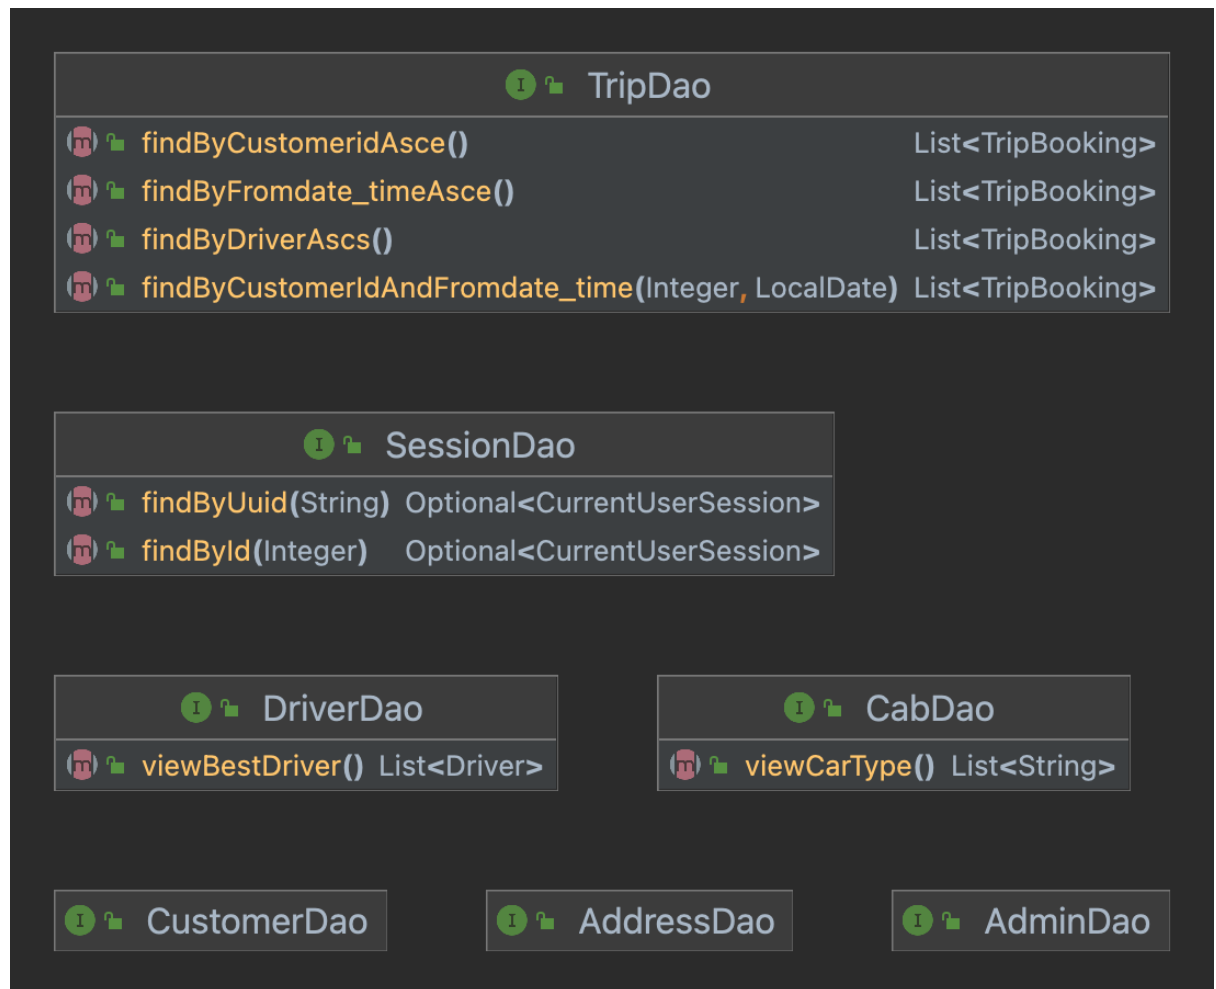 TripDao
findByCustomeridAsce() List<TripBooking>
findByFromdate_timeAsce() List<TripBooking>
findByDriverAscs() List<TripBooking>
findByCustomerIdAndFromdate_time(Integer, LocalDate) List<TripBooking>
SessionDao
findByUuid(String) Optional<CurrentUserSession>
findById(Integer) Optional<CurrentUserSession>
DriverDao
viewBestDriver() List<Driver>
CabDao
viewCarType() List<String>
CustomerDao
AddressDao
AdminDao